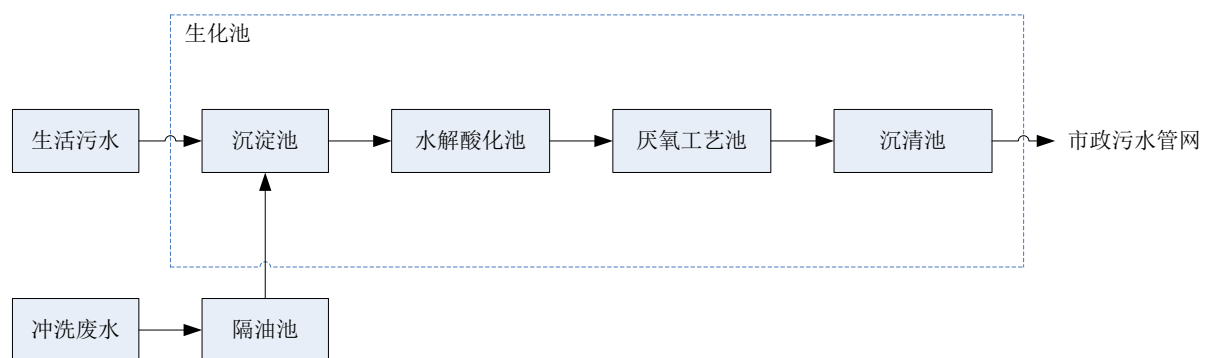 生化池
生活污水
沉淀池
水解酸化池
厌氧工艺池
沉清池
市政污水管网
冲洗废水
隔油池